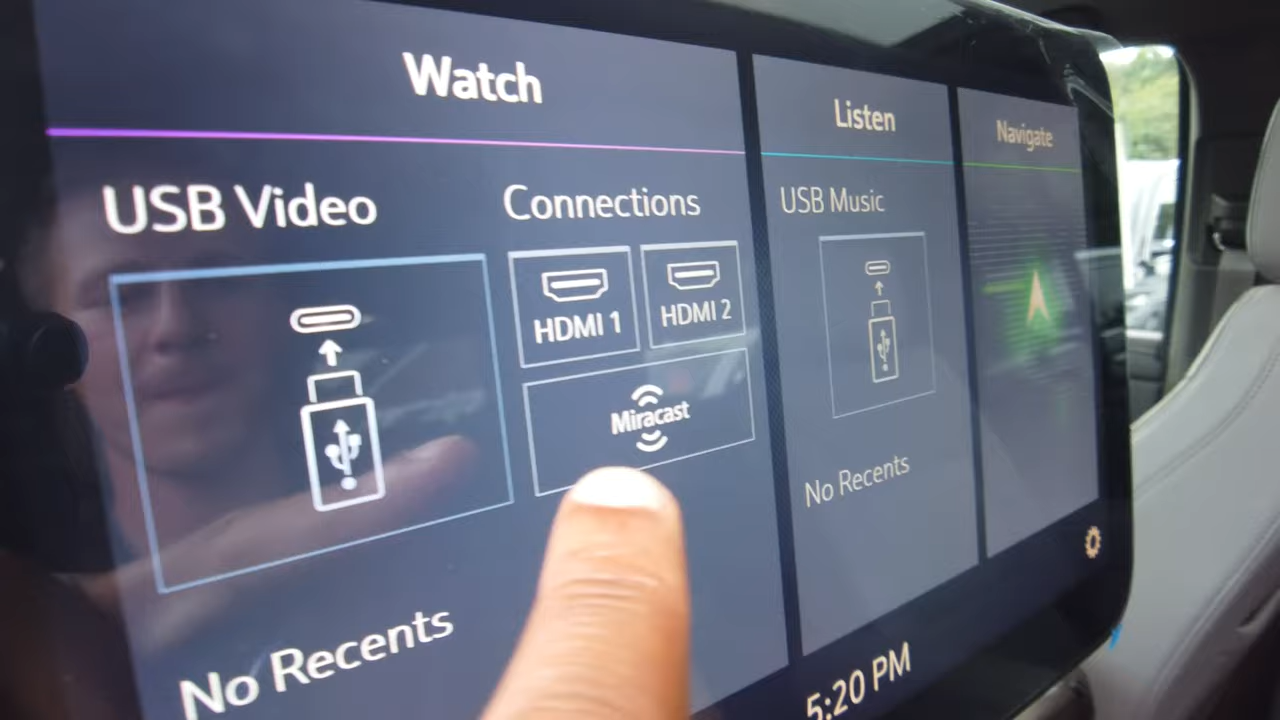 Watch
USB Video
Connections
HDMI 1
HDMI 2
Miracast
No Recents
Listen
USB Music
No Recents
Navigate
5:20 PM